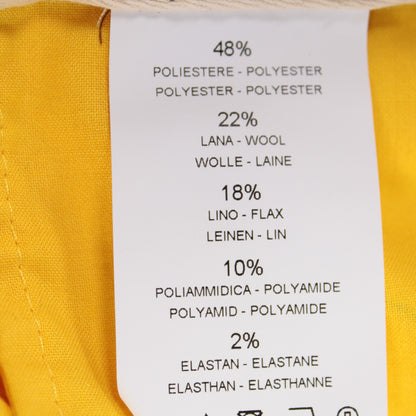 48%
POLIESTERE - POLYESTER
POLYESTER - POLYESTER
22%
LANA - WOOL
WOLLE - LAINE
18%
LINO - FLAX
LEINEN - LIN
10%
POLIAMMIDICA - POLYAMIDE
POLYAMID - POLYAMIDE
2%
ELASTAN - ELASTANE
ELASTHAN - ELASTHANNE